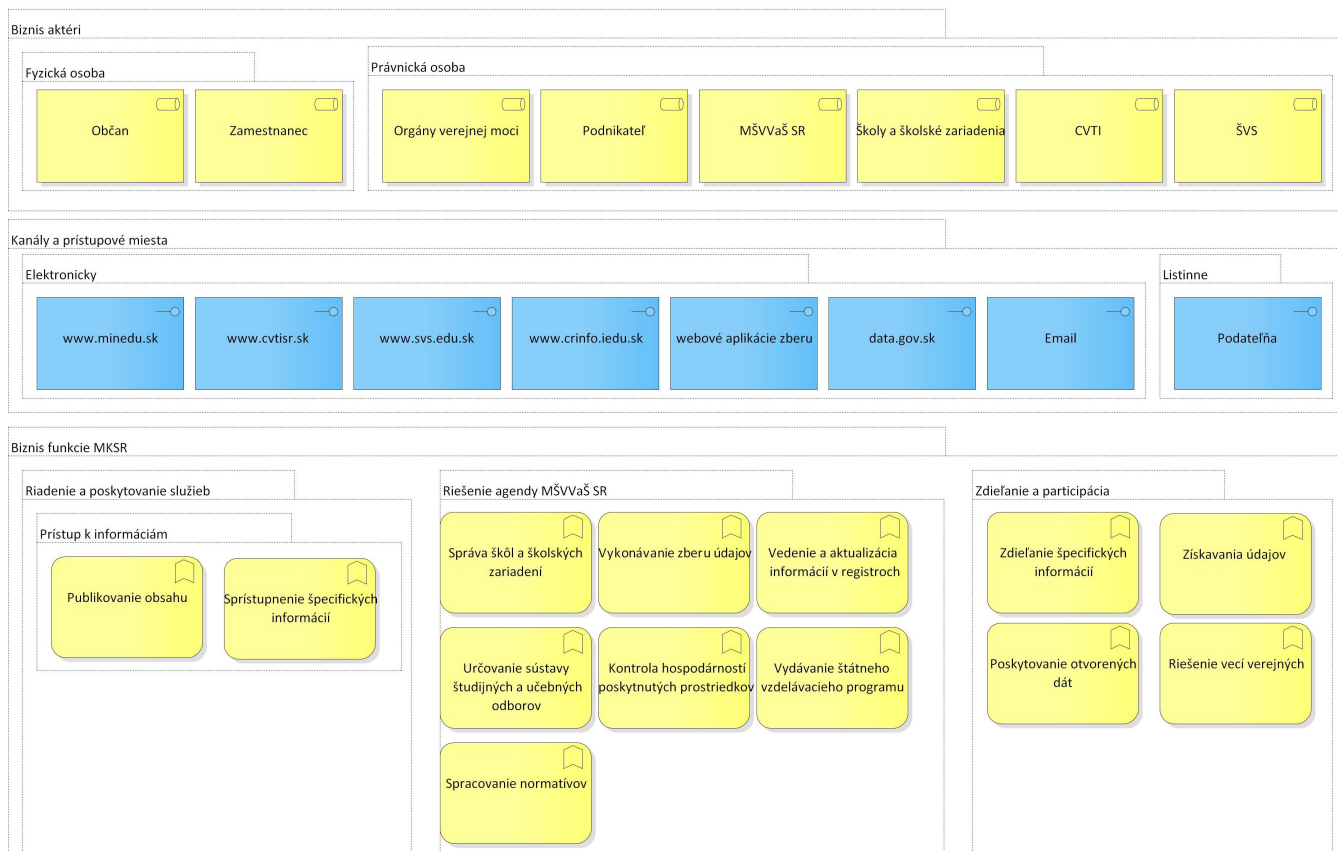 Biznis aktéri
Fyzická osoba
Právnická osoba
Občan
Zamestnanec
Orgány verejnej moci
Podnikateľ
MŠVVaŠ SR
Školy a školské zariadenia
CVTI
ŠVS
Kanály a prístupové miesta
Elektronicky
Listinne
www.minedu.sk
www.cvtisr.sk
www.svs.edu.sk
www.crinfo.iedu.sk
webové aplikácie zberu
data.gov.sk
Email
Podateľňa
Biznis funkcie MKSR
Riadenie a poskytovanie služieb
Prístup k informáciám
Publikovanie obsahu
Sprístupnenie špecifických
informácií
Riešenie agendy MŠVVaŠ SR
Správa škôl a školských
zariadení
Vykonávanie zberu údajov
Vedenie a aktualizácia
informácií v registroch
Určovanie sústavy
študijných a učebných
odborov
Kontrola hospodárností
poskytnutých prostriedkov
Vydávanie štátneho
vzdelávacieho programu
Spracovanie normatívov
Zdieľanie a participácia
Zdieľanie špecifických
informácií
Získavania údajov
Poskytovanie otvorených
dát
Riešenie vecí verejných